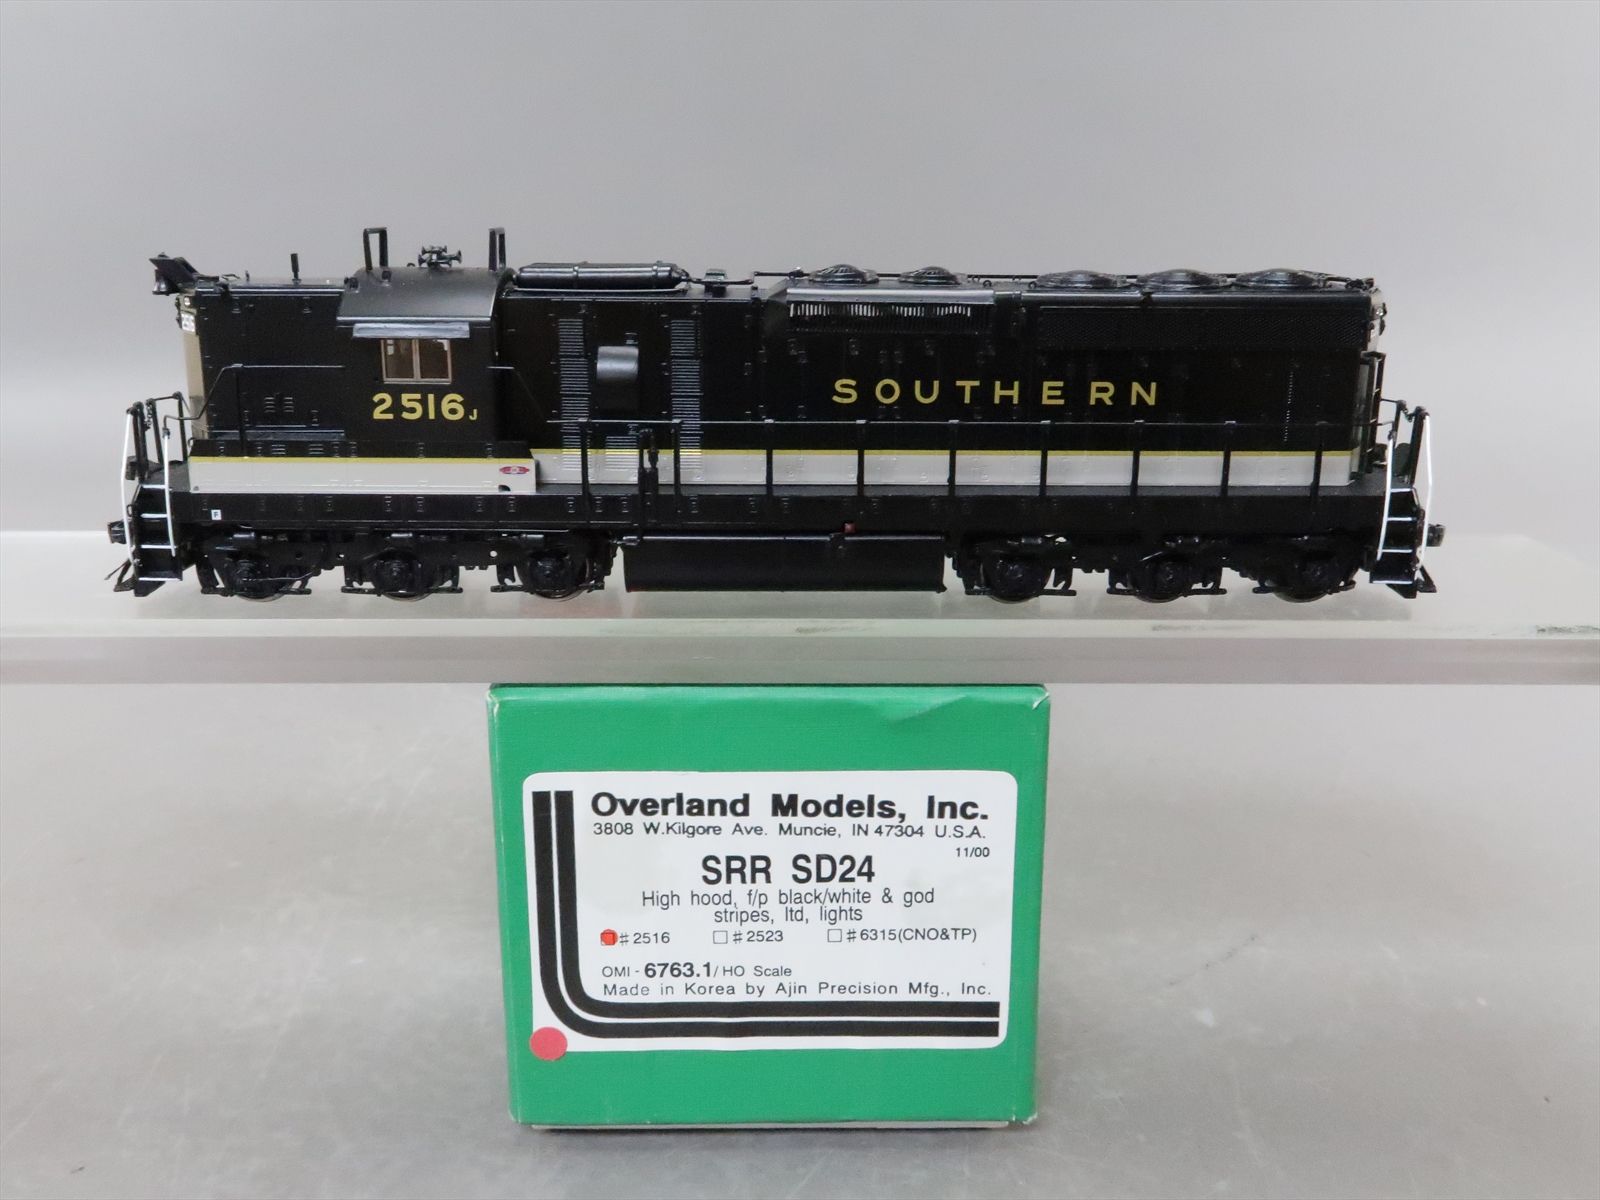 SOUTHERN
2516J
F
Overland Models, Inc.
3808 W.Kilgore Ave. Muncie, IN 47304 U.S.A.
11/00
SRR SD24
High hood, f/p black/white & god
stripes, ltd, lights
#2516 #2523 #6315(CNO&TP)
OMI - 6763.1/ HO Scale
Made in Korea by Ajin Precision Mfg., Inc.